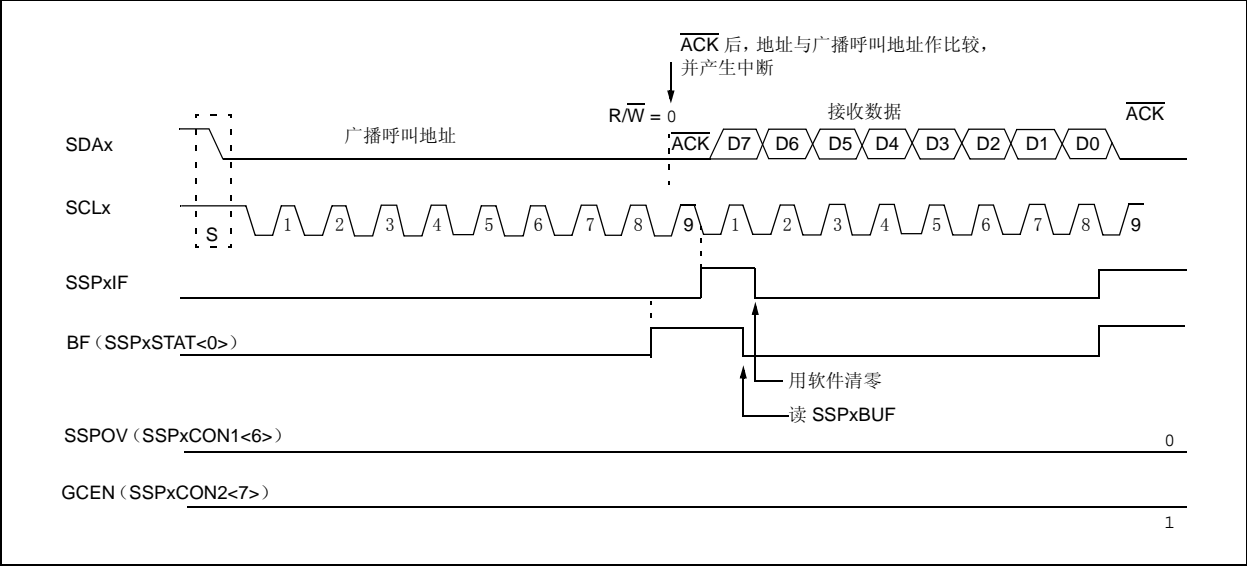 ACK 后，地址与广播呼叫地址作比较，
并产生中断
R/W = 0
接收数据
ACK
SDAx
广播呼叫地址
ACK D7 D6 D5 D4 D3 D2 D1 D0
SCLx
S
1 2 3 4 5 6 7 8 9 1 2 3 4 5 6 7 8 9
SSPxIF
BF（SSPxSTAT<0>）
用软件清零
读 SSPxBUF
SSPOV（SSPxCON1<6>）
0
GCEN（SSPxCON2<7>）
1